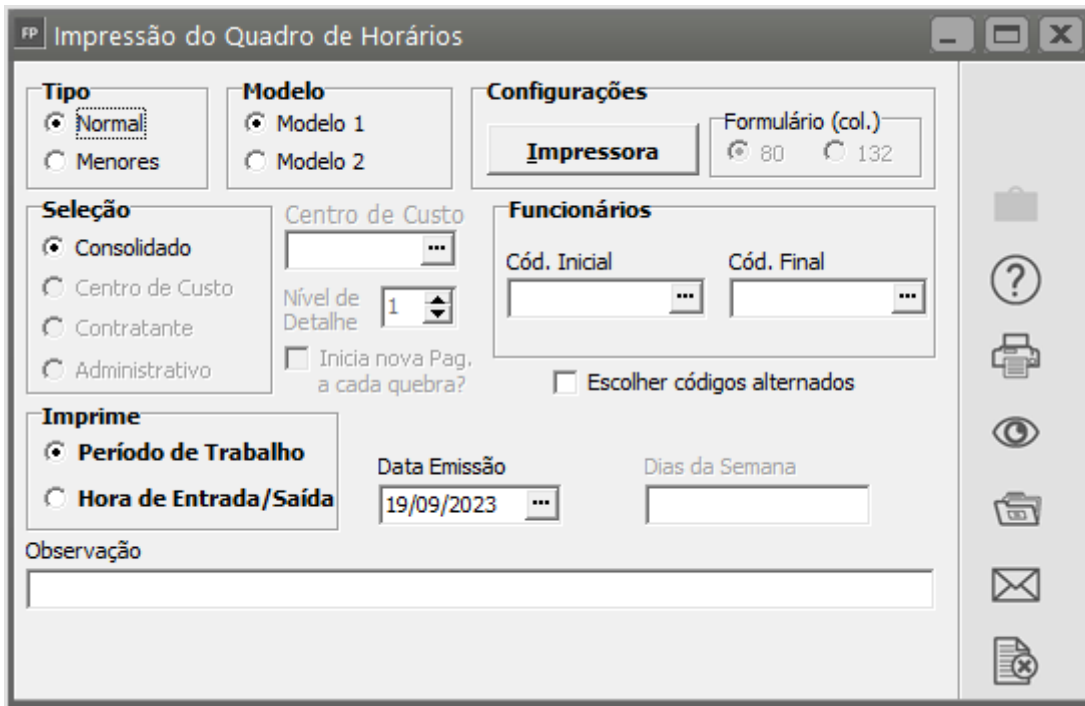 FP Impressão do Quadro de Horários
Tipo
Normal
Menores
Modelo
Modelo 1
Modelo 2
Configurações
Impressora
Formulário (col.)
80 132
Seleção
Consolidado
Centro de Custo
Contratante
Administrativo
Centro de Custo
...
Nível de
Detalhe
1
Inicia nova Pag.
a cada quebra?
Funcionários
Cód. Inicial
...
Cód. Final
...
Escolher códigos alternados
Imprime
Período de Trabalho
Hora de Entrada/Saída
Data Emissão
19/09/2023 ...
Dias da Semana
Observação